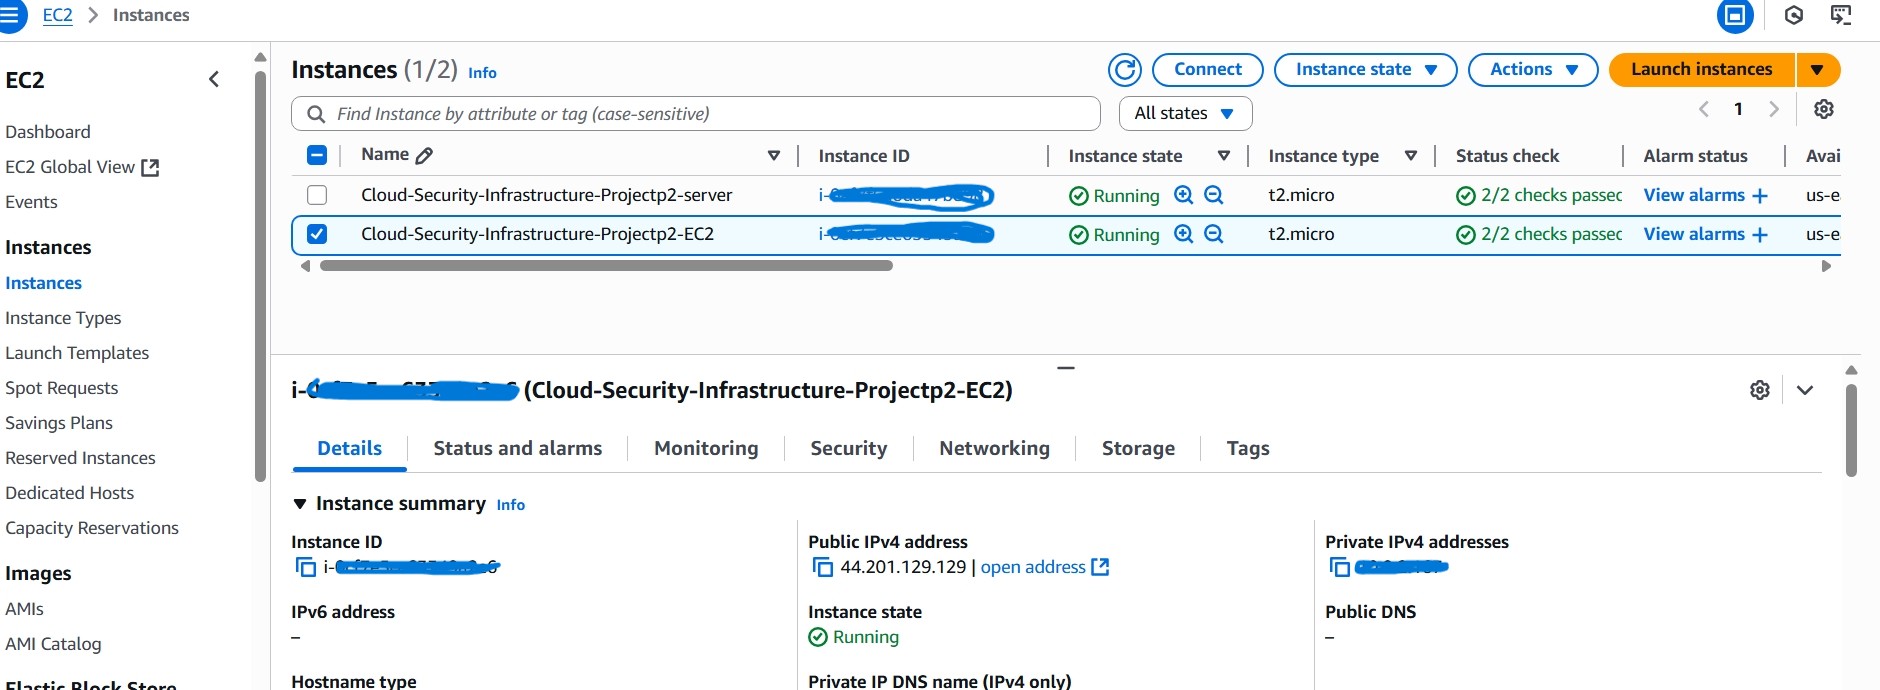 EC2 > Instances
EC2
Dashboard
EC2 Global View
Events
Instances
Instances
Instance Types
Launch Templates
Spot Requests
Savings Plans
Reserved Instances
Dedicated Hosts
Capacity Reservations
Images
AMIs
AMI Catalog
Elastic Block Store
Instances (1/2) Info
Connect
Instance state
Actions
Launch instances
Find Instance by attribute or tag (case-sensitive)
All states
1
Name Instance ID Instance state Instance type Status check Alarm status Avai
Cloud-Security-Infrastructure-Projectp2-server i- Running t2.micro 2/2 checks passec View alarms + us-e
Cloud-Security-Infrastructure-Projectp2-EC2 i- Running t2.micro 2/2 checks passec View alarms + us-e
i- (Cloud-Security-Infrastructure-Projectp2-EC2)
Details Status and alarms Monitoring Security Networking Storage Tags
Instance summary Info
Instance ID
i-
Public IPv4 address
44.201.129.129 | open address
Private IPv4 addresses
IPv6 address
–
Instance state
Running
Public DNS
–
Hostname type
Private IP DNS name (IPv4 only)